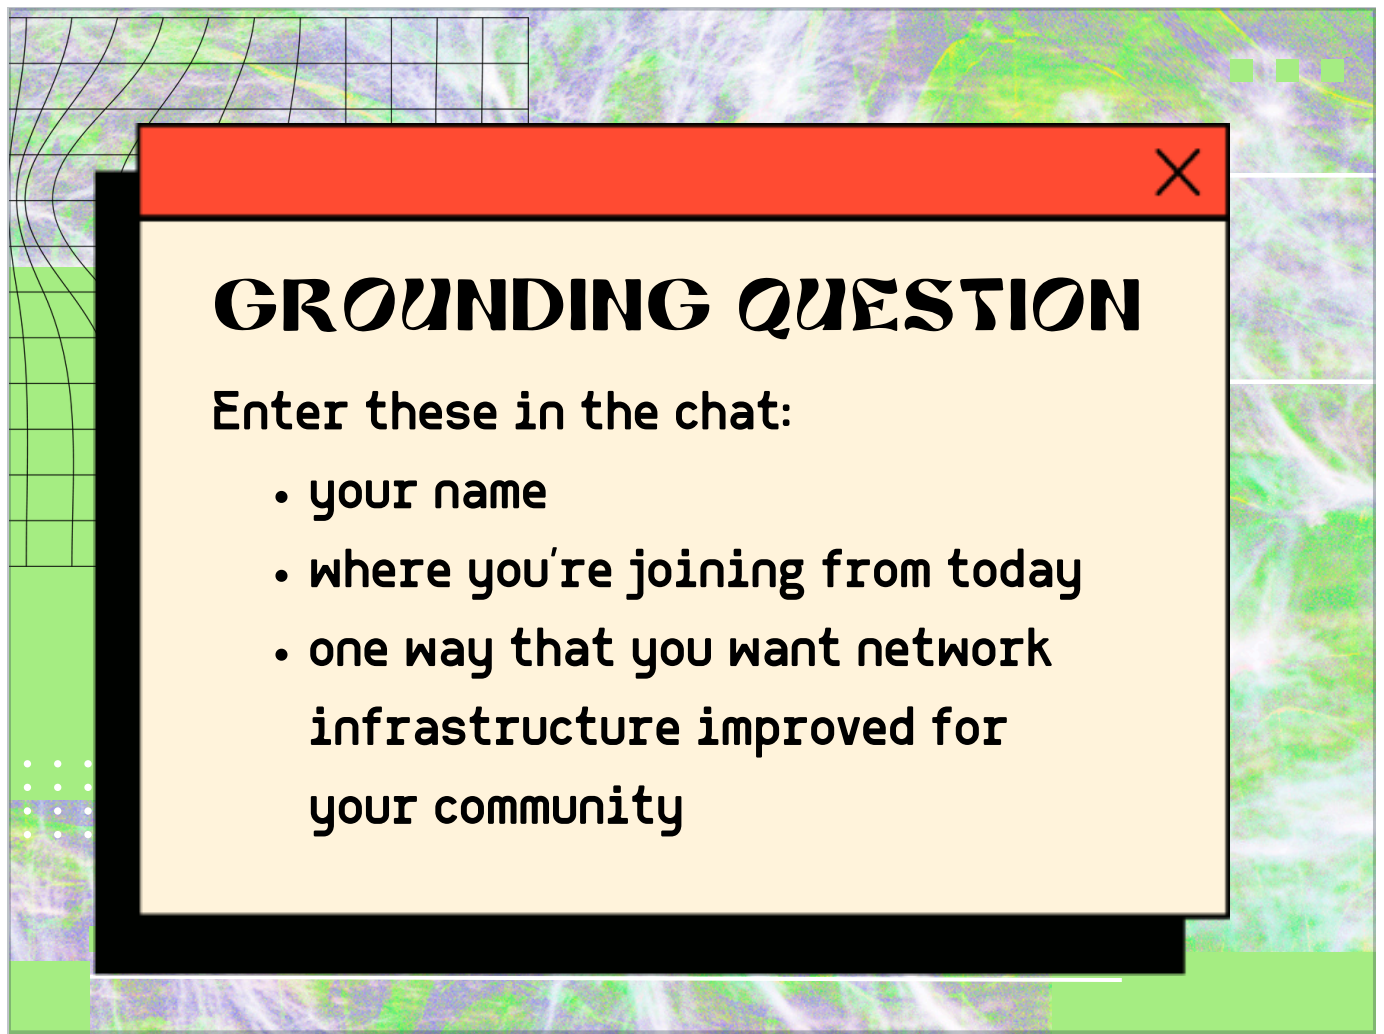 GROUNDING QUESTION
Enter these in the chat:
• your name
• where you're joining from today
• one way that you want network
infrastructure improved for
your community